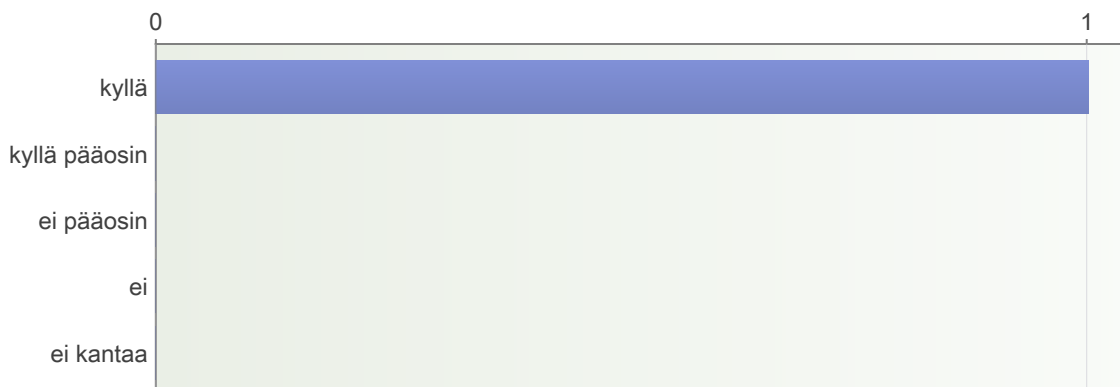 0 1
kyllä
kyllä pääosin
ei pääosin
ei
ei kantaa